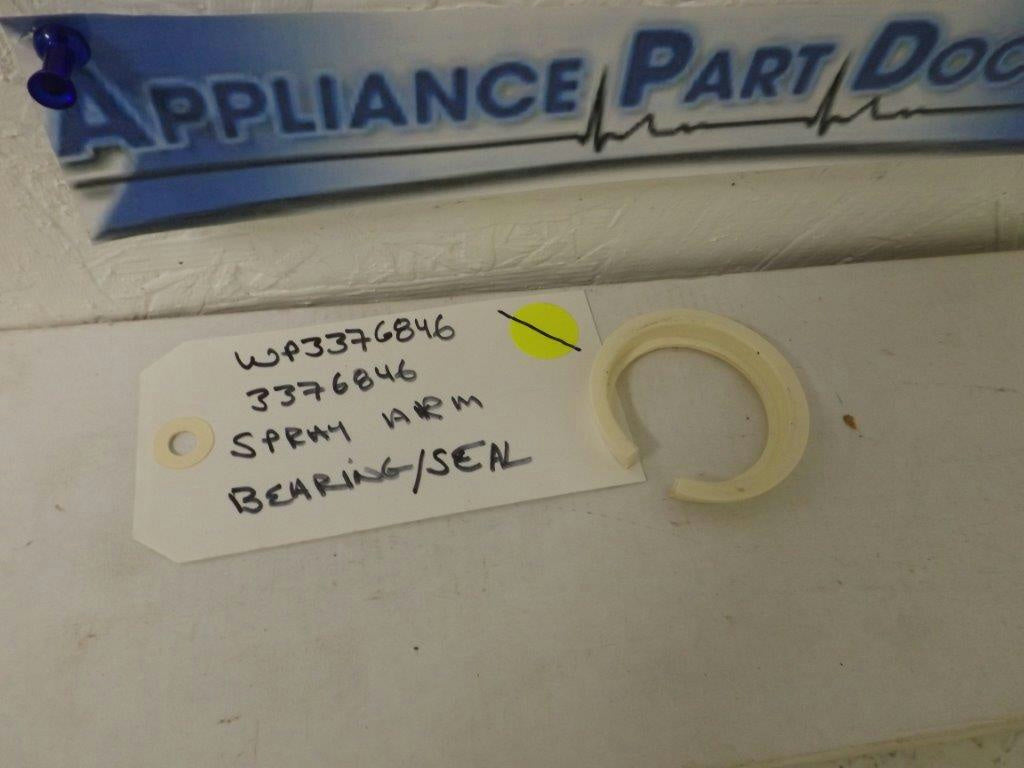 APPLIANCE PART DOC
WP3376846
3376846
SPRAY ARM
BEARING/SEAL